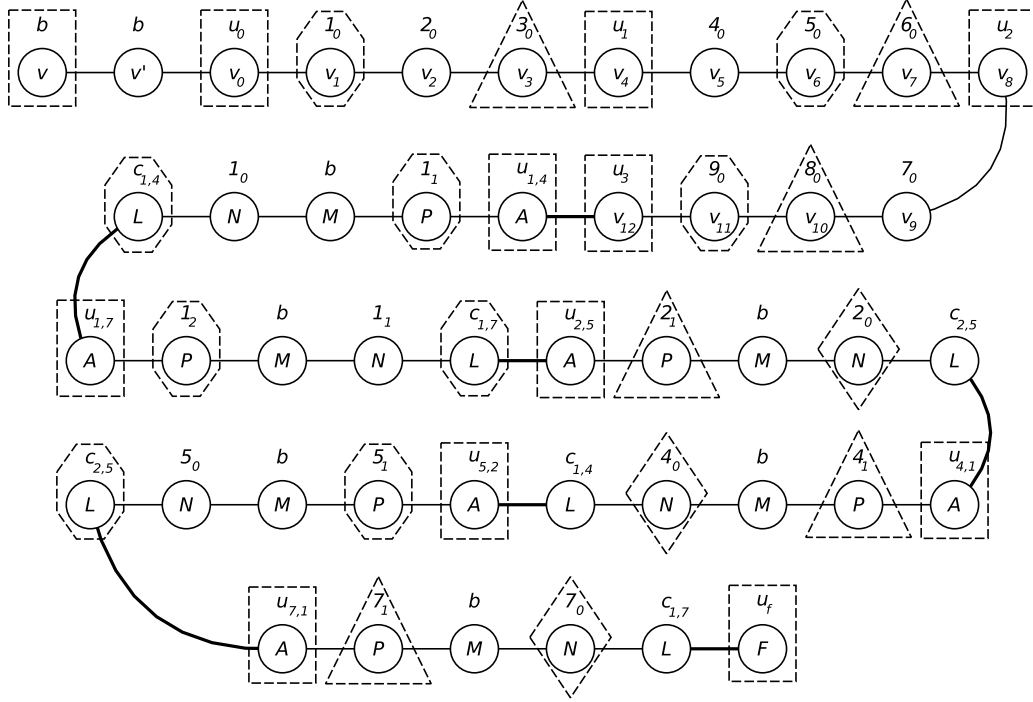 b b u0 10 20 30 u1 40 50 60 u2
v v' v0 v1 v2 v3 v4 v5 v6 v7 v8
c1,4 10 b 11 u1,4 u3 90 80 70
L N M P A v12 v11 v10 v9
u1,7 12 b 11 c1,7 u2,5 21 b 20 c2,5
A P M N L A P M N L
c2,5 50 b 51 u5,2 c1,4 40 b 41 u4,1
L N M P A L N M P A
u7,1 71 b 70 c1,7 uf
A P M N L F